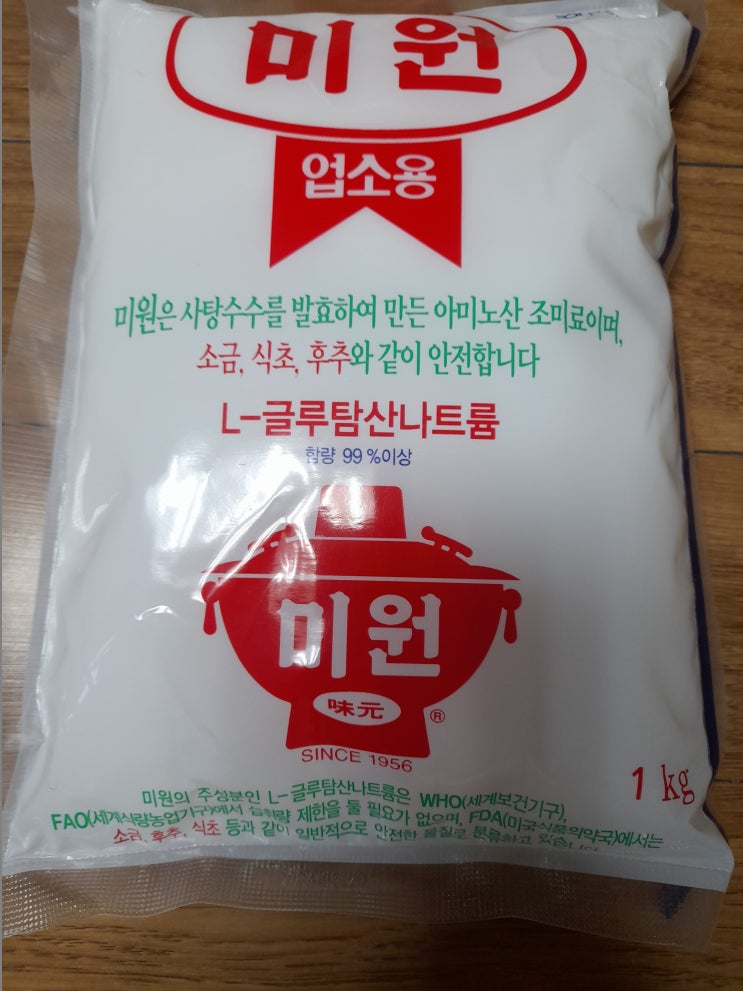 미원
업소용
미원은 사탕수수를 발효하여 만든 아미노산 조미료이며,
소금, 식초, 후추와 같이 안전합니다
L-글루탐산나트륨
함량 99%이상
미원
味元 ®
SINCE 1956
1 kg
미원의 주성분인 L-글루탐산나트륨은 WHO(세계보건기구),
FAO(세계식량농업기구)에서 섭취량 제한을 둘 필요가 없으며, FDA(미국식품의약국)에서는
소금, 후추, 식초 등과 같이 일반적으로 안전한 물질로 분류하고